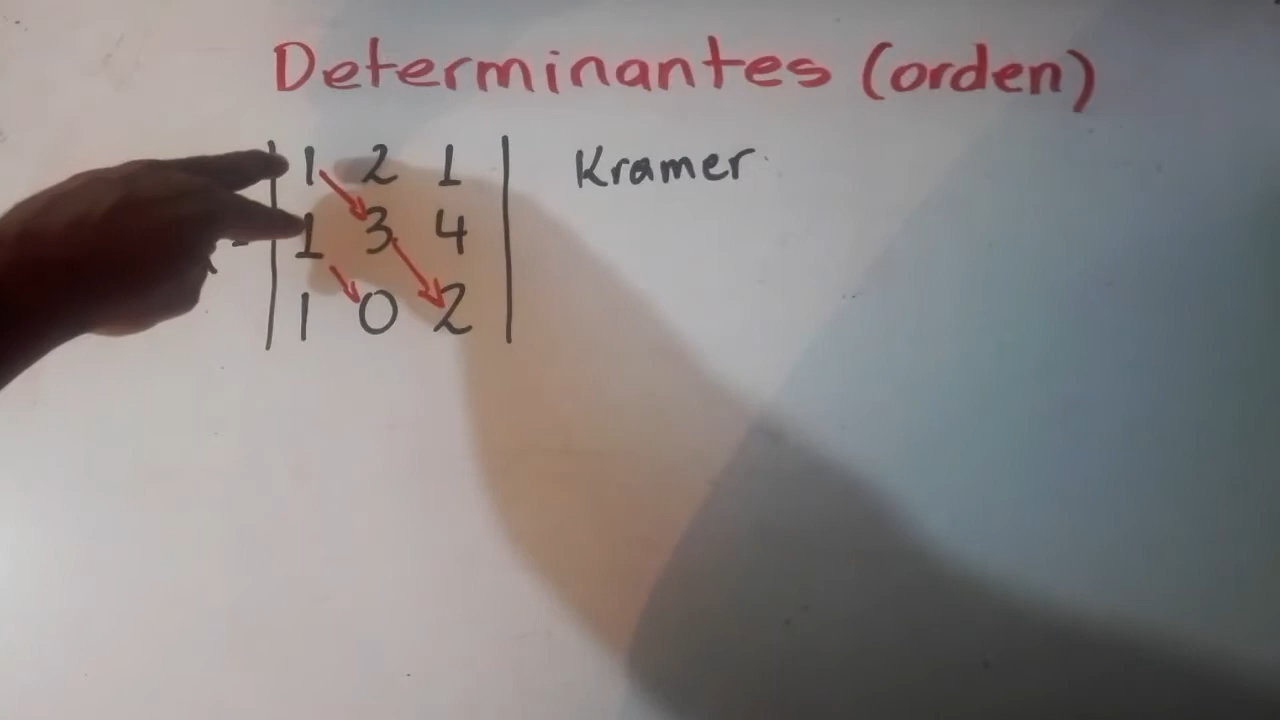 Determinantes (orden)
1 2 1 Kramer
1 3 4
1 0 2